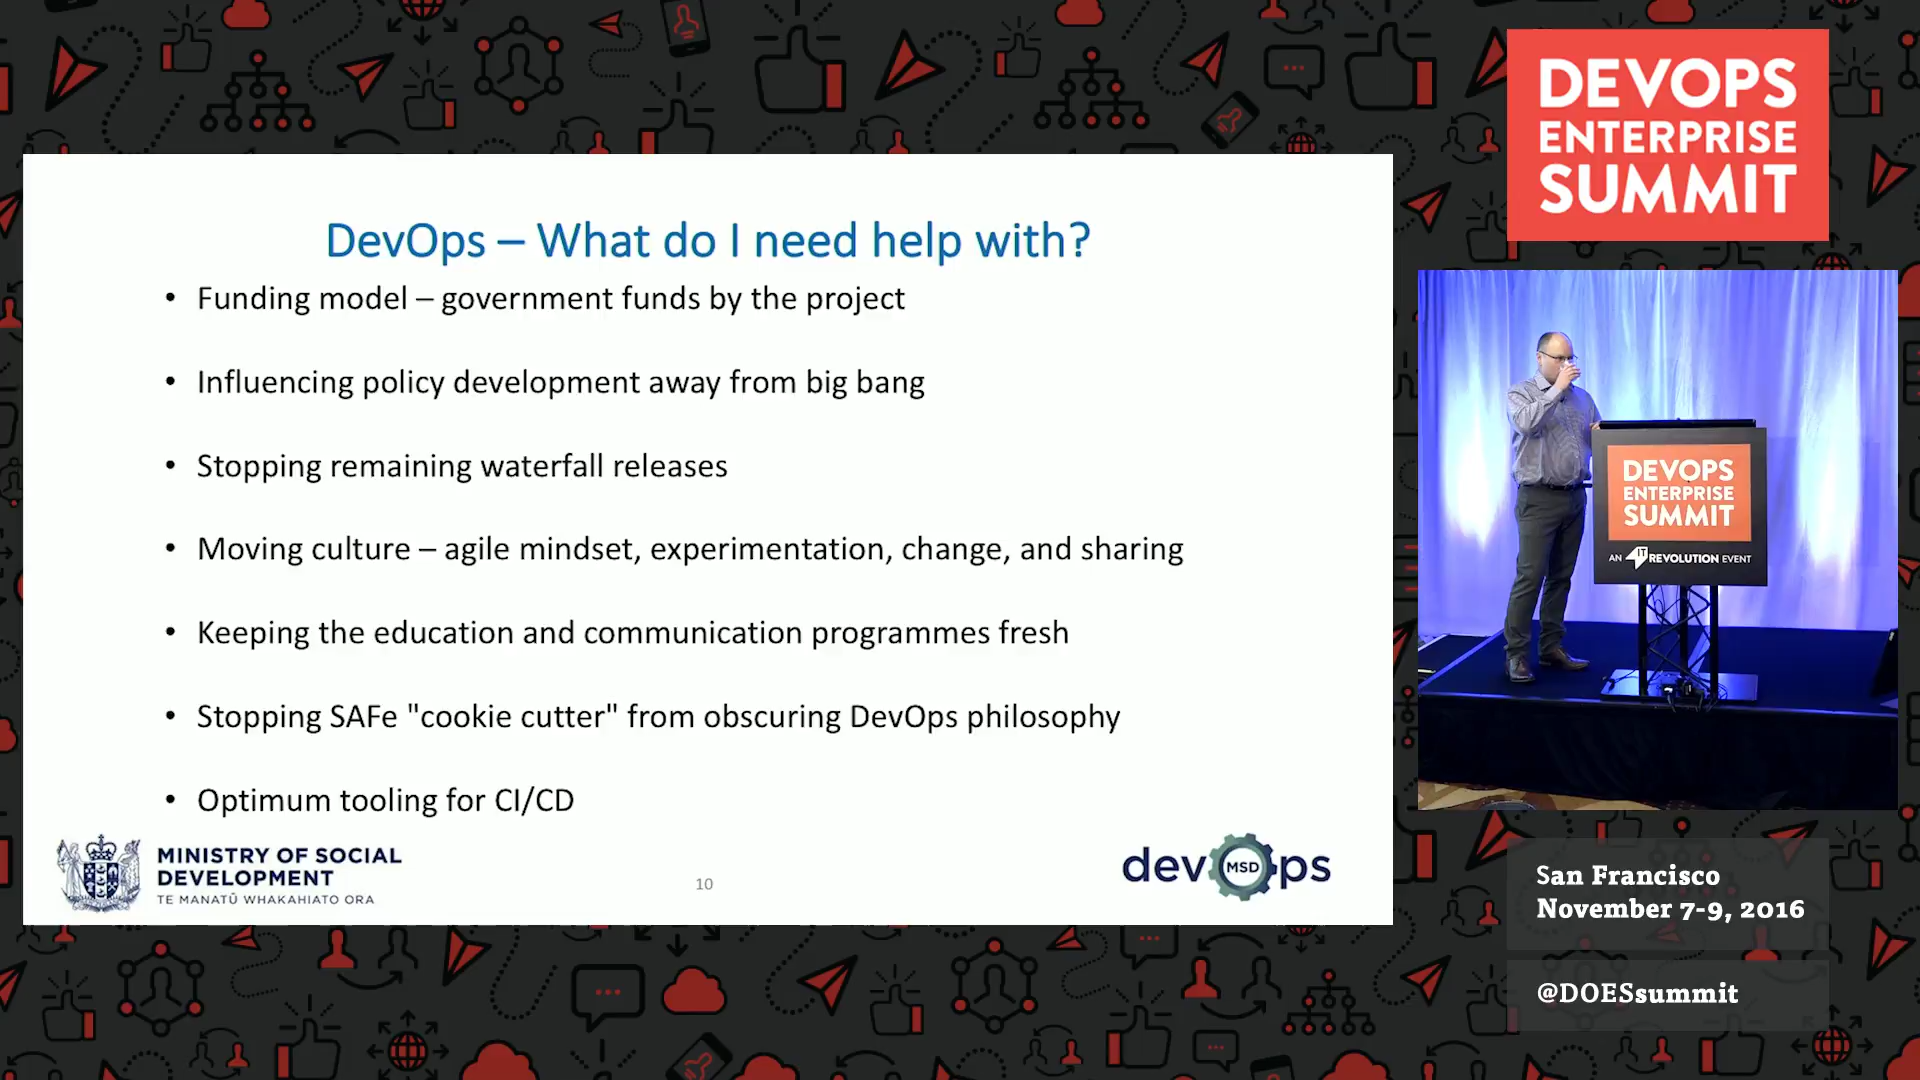 DevOps – What do I need help with?
• Funding model – government funds by the project
• Influencing policy development away from big bang
• Stopping remaining waterfall releases
• Moving culture – agile mindset, experimentation, change, and sharing
• Keeping the education and communication programmes fresh
• Stopping SAFe "cookie cutter" from obscuring DevOps philosophy
• Optimum tooling for CI/CD
MINISTRY OF SOCIAL
DEVELOPMENT
TE MANATŪ WHAKAHIATO ORA
10
devOps
MSD
DEVOPS
ENTERPRISE
SUMMIT
DEVOPS
ENTERPRISE
SUMMIT
AN IT REVOLUTION EVENT
San Francisco
November 7-9, 2016
@DOESsummit